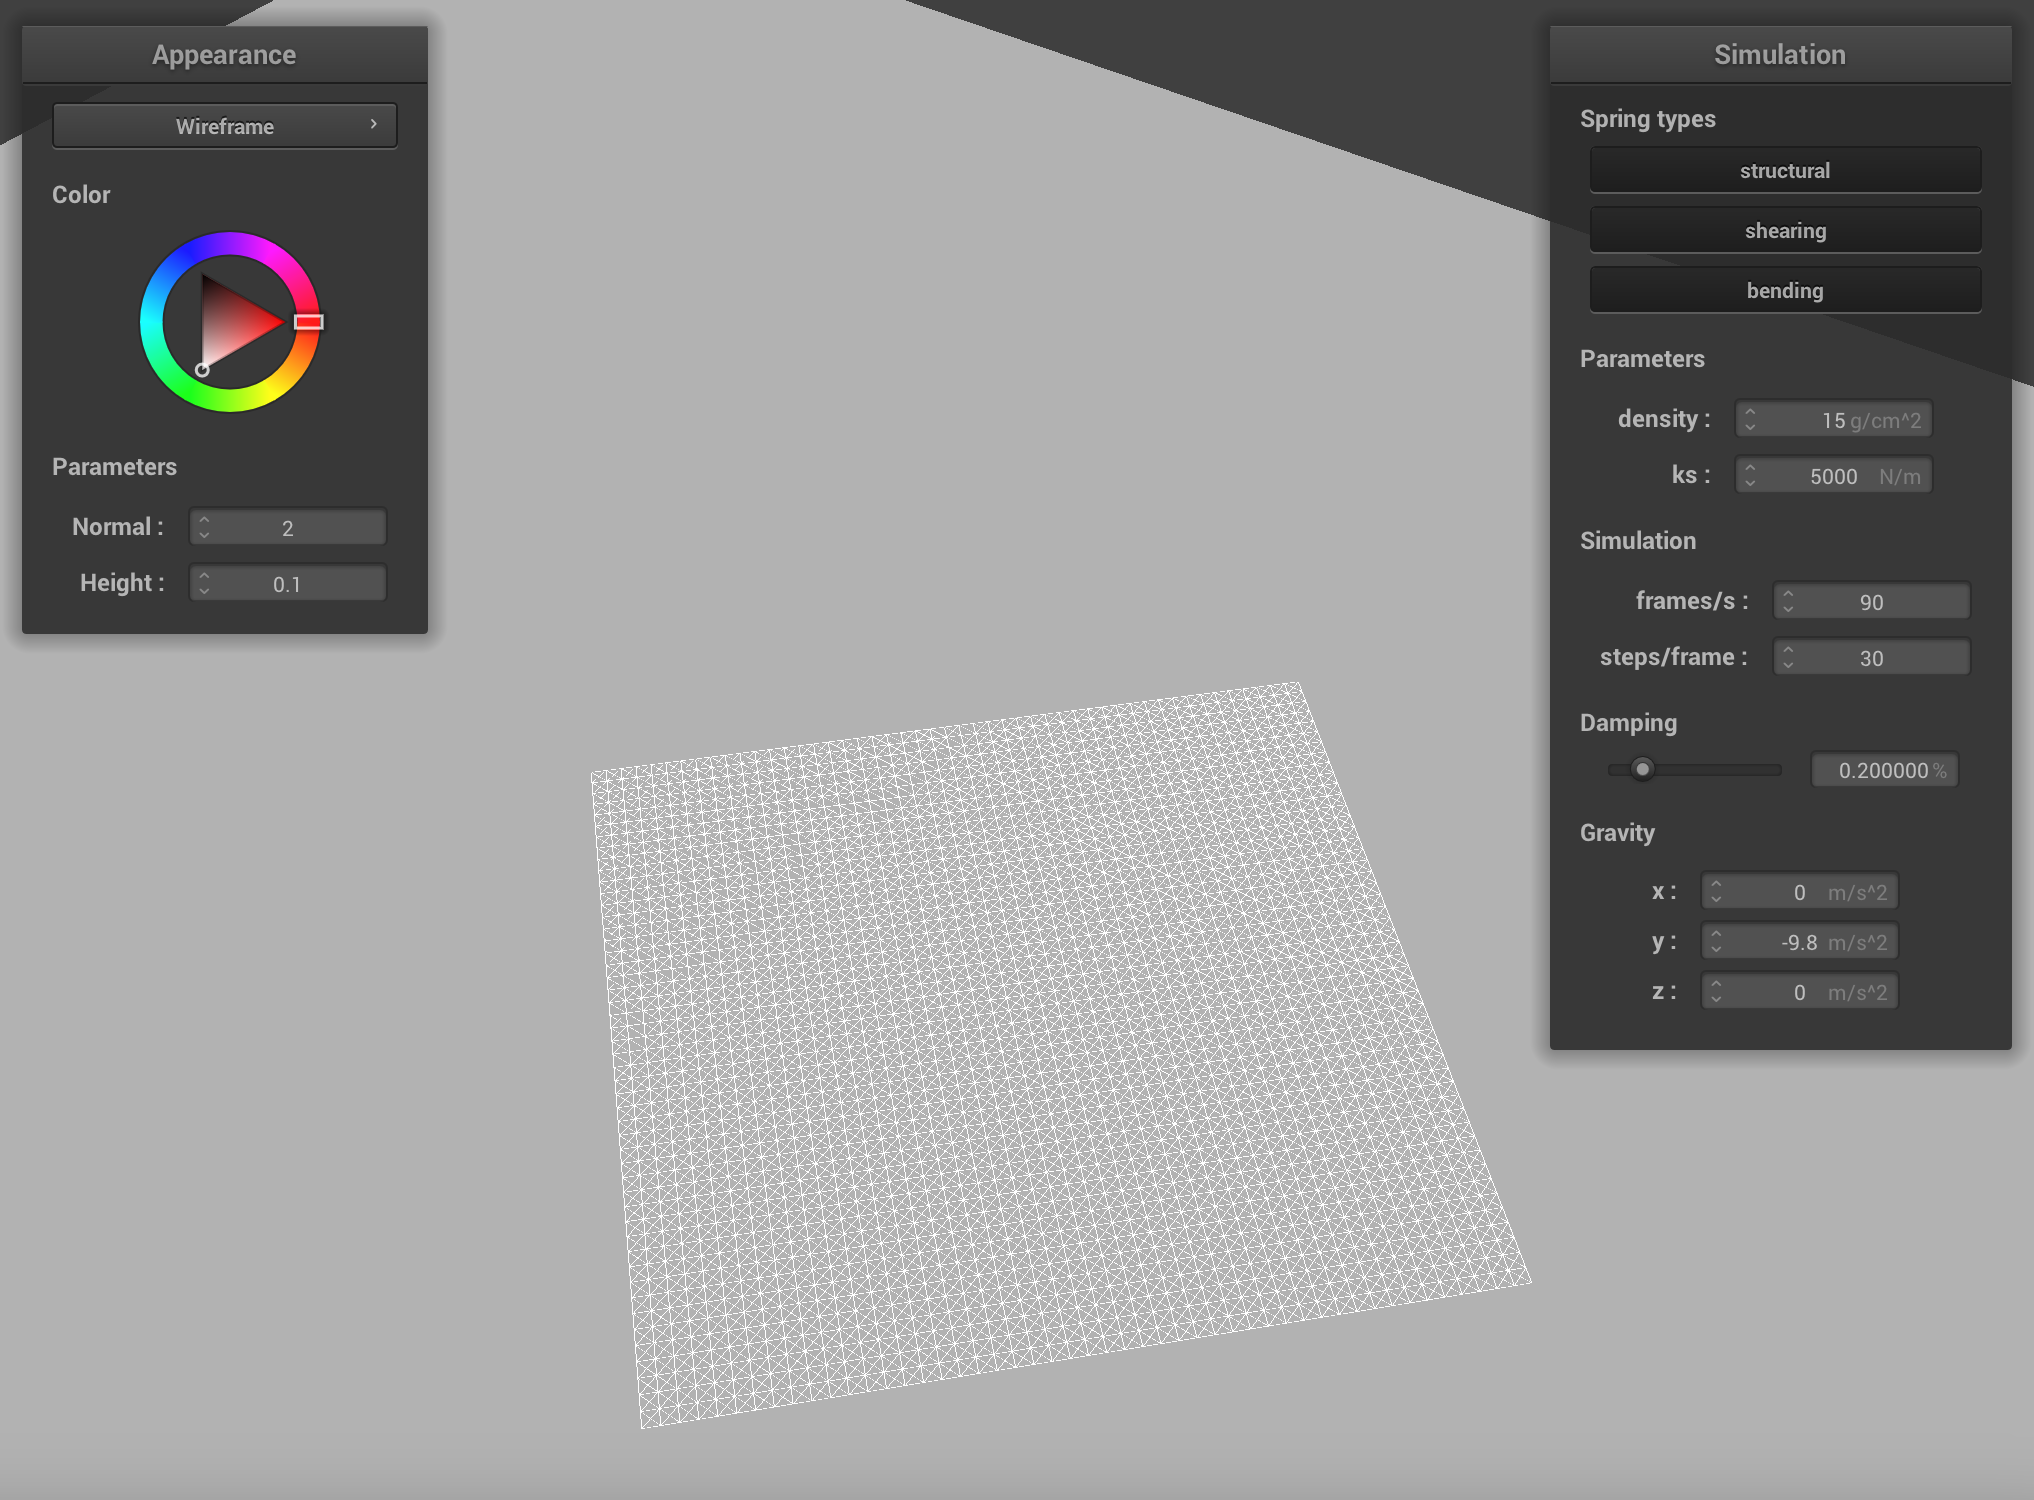 Appearance
Wireframe ›
Color
Parameters
Normal : 2
Height : 0.1
Simulation
Spring types
structural
shearing
bending
Parameters
density : 15 g/cm^2
ks : 5000 N/m
Simulation
frames/s : 90
steps/frame : 30
Damping
0.200000 %
Gravity
x : 0 m/s^2
y : -9.8 m/s^2
z : 0 m/s^2